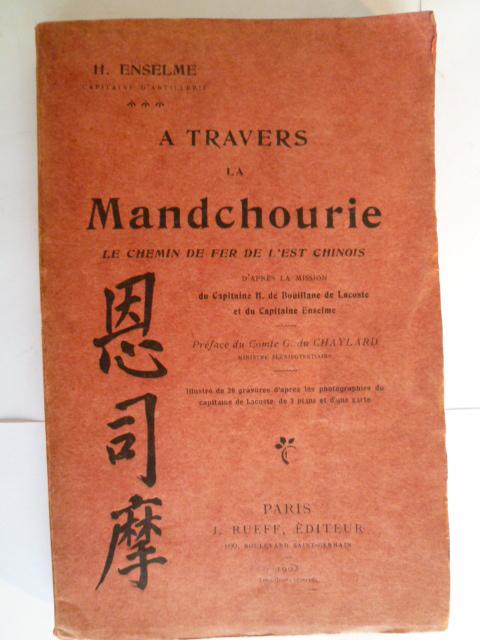 H. ENSELME
CAPITAINE D'ARTILLERIE
A TRAVERS
LA
Mandchourie
LE CHEMIN DE FER DE L'EST CHINOIS
D'APRÈS LA MISSION
du Capitaine H. de Bouillane de Lacoste
et du Capitaine Enselme
Préface du Comte G. du CHAYLARD
MINISTRE PLÉNIPOTENTIAIRE
Illustré de 26 gravures d'après les photographies du
capitaine de Lacoste, de 3 plans et d'une carte
恩司摩
PARIS
J. RUEFF, ÉDITEUR
BOULEVARD SAINT-GERMAIN